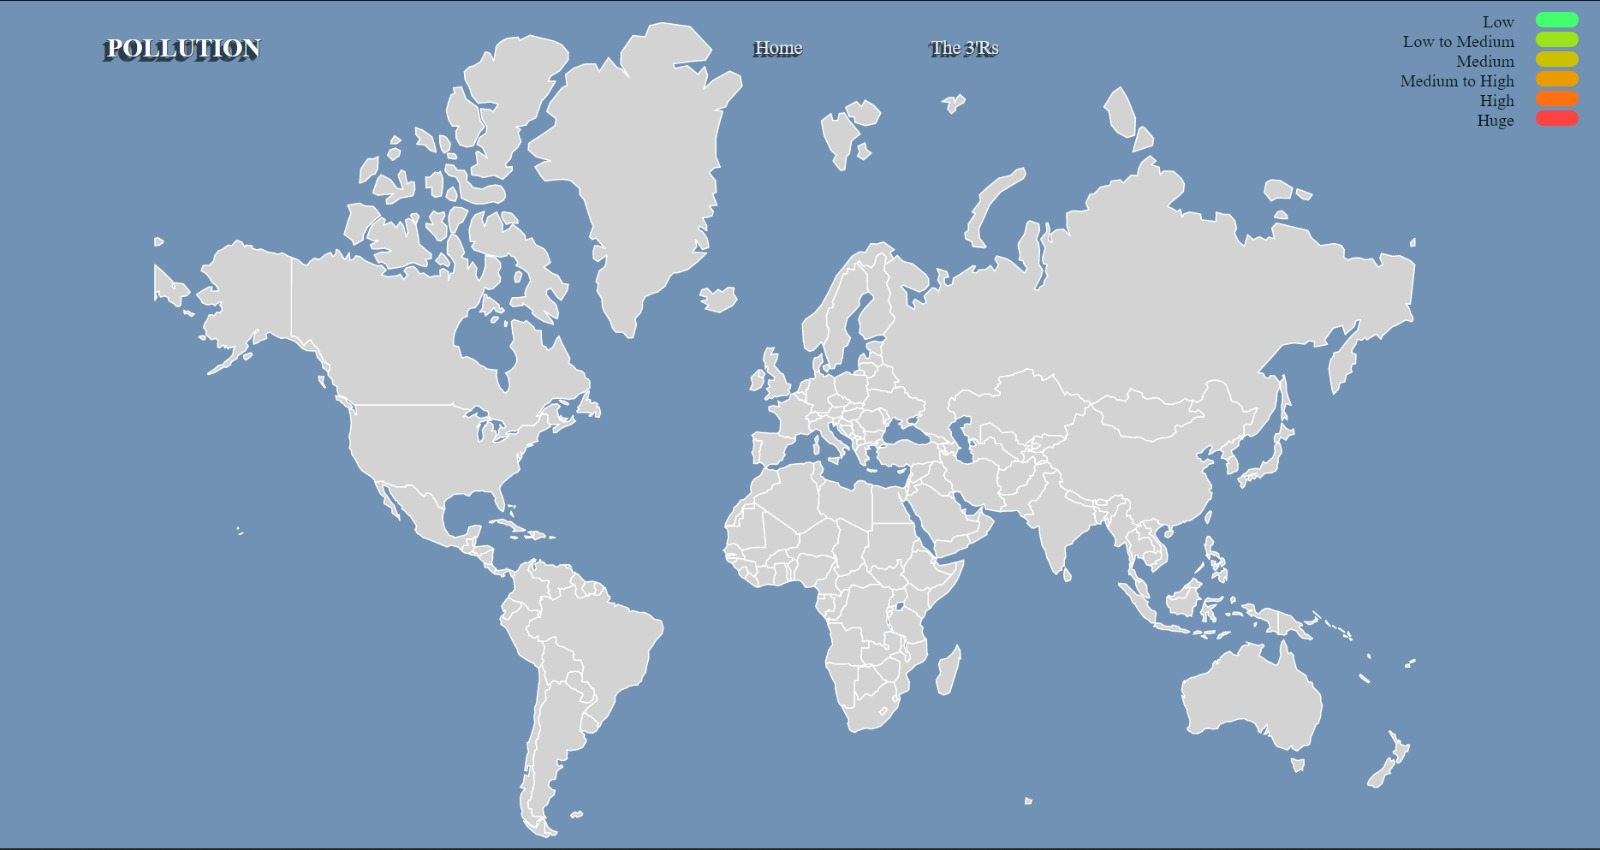 POLLUTION
Home
The 3'Rs
Low
Low to Medium
Medium
Medium to High
High
Huge